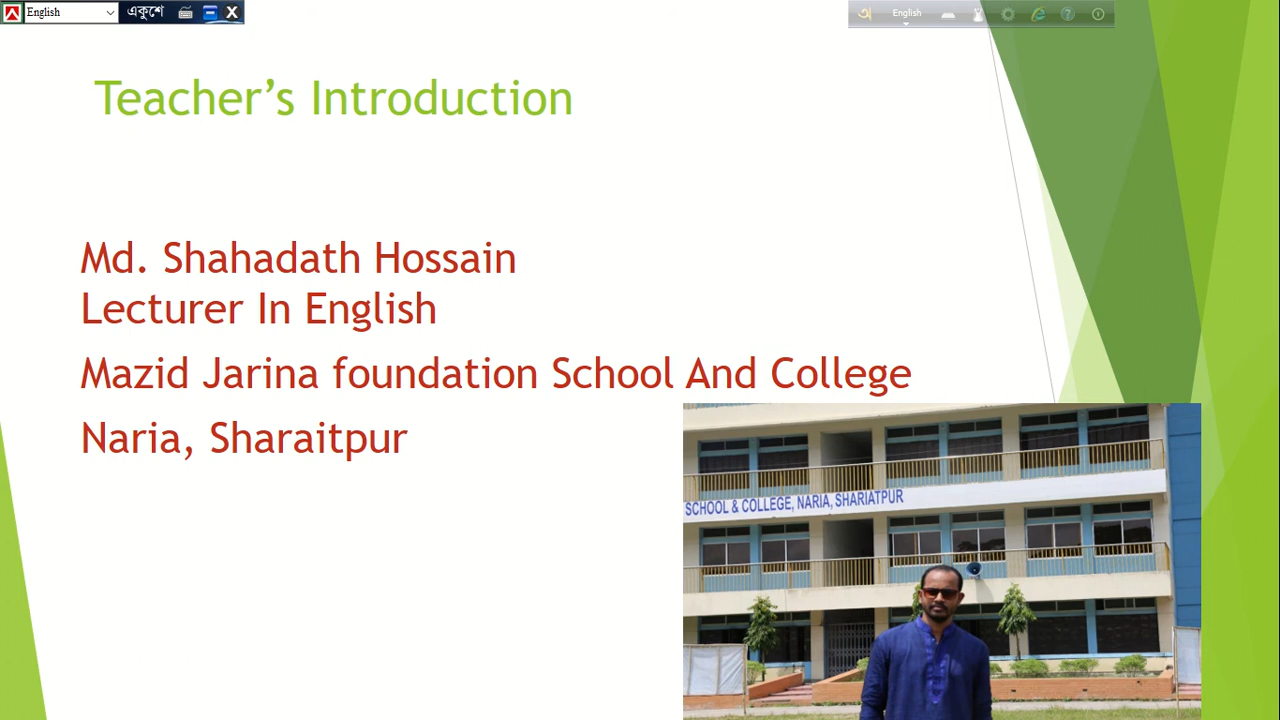 English
একুশে
English
Teacher’s Introduction
Md. Shahadath Hossain
Lecturer In English
Mazid Jarina foundation School And College
Naria, Sharaitpur
SCHOOL & COLLEGE, NARIA, SHARIATPUR